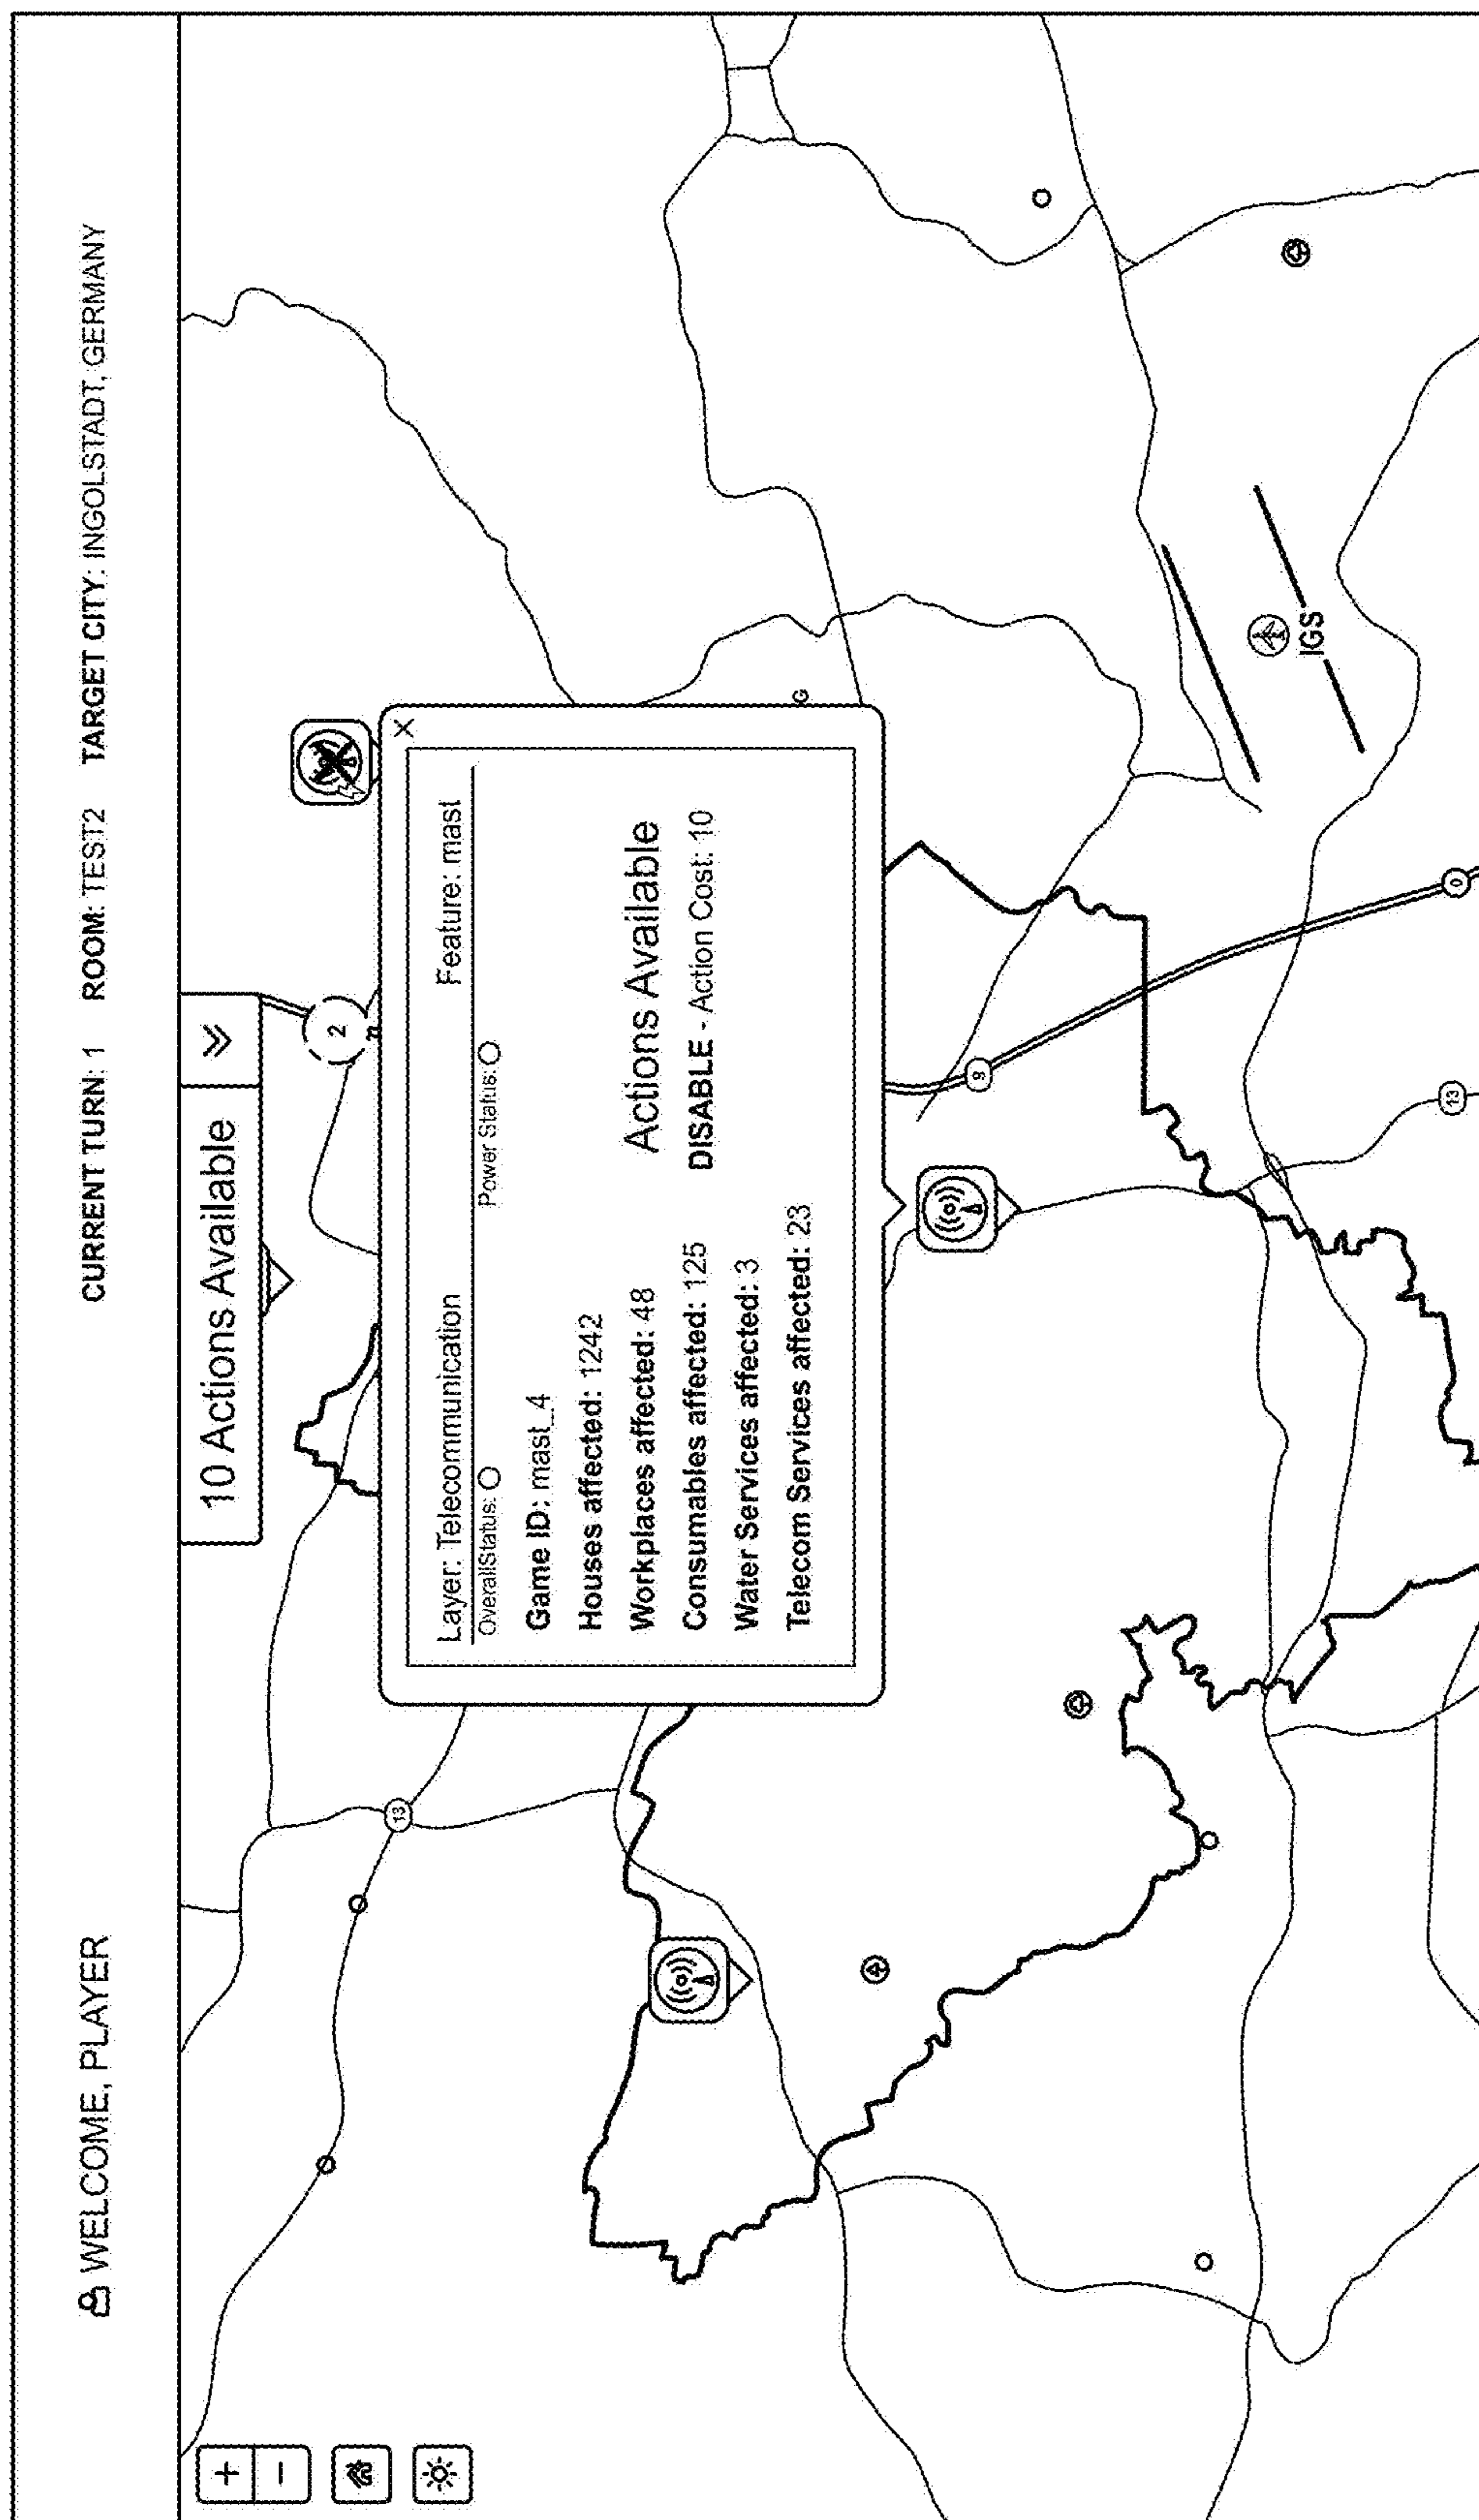 WELCOME, PLAYER
CURRENT TURN: 1 ROOM: TEST2 TARGET CITY: INGOLSTADT, GERMANY
10 Actions Available
2
Layer: Telecommunication Feature: mast
OverallStatus: Power Status:
Game ID: mast_4
Houses affected: 1242
Workplaces affected: 48
Actions Available
Consumables affected: 125
DISABLE - Action Cost: 10
Water Services affected: 3
Telecom Services affected: 23
G
13
IGS
13